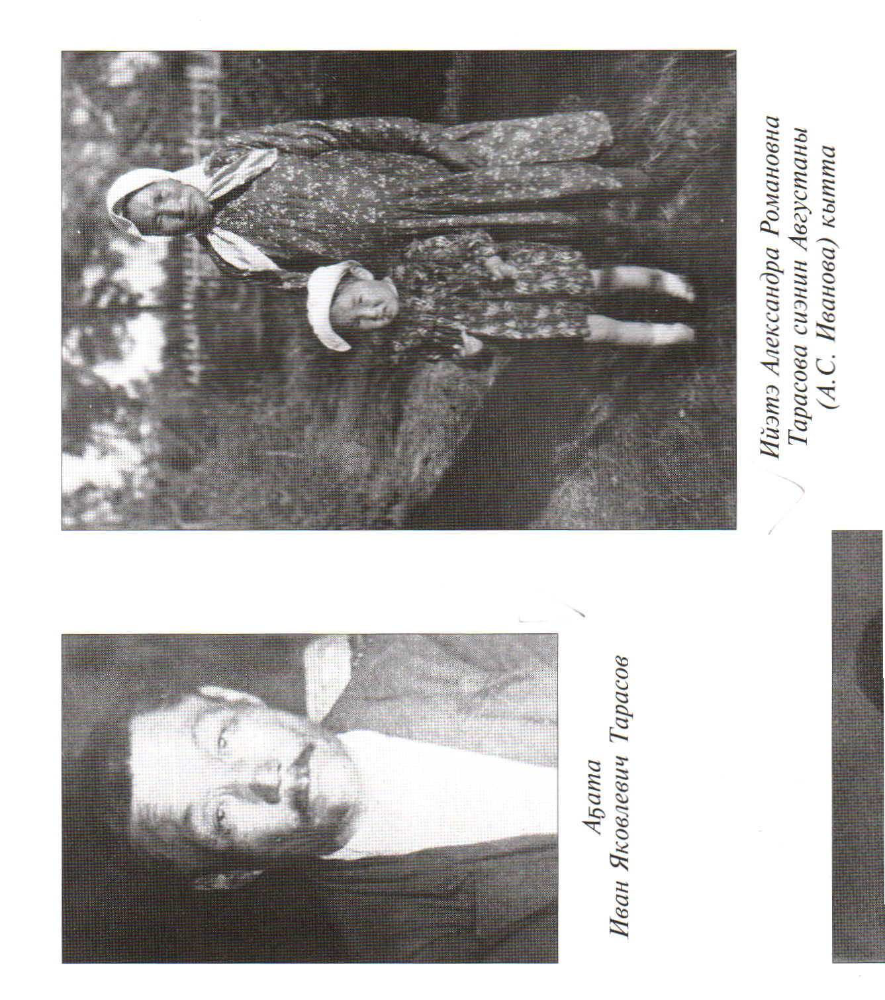 Аҕата
Иван Яковлевич Тарасов
Ийэтэ Александра Романовна
Тарасова сиэнин Августаны
(А.С. Иванова) кытта